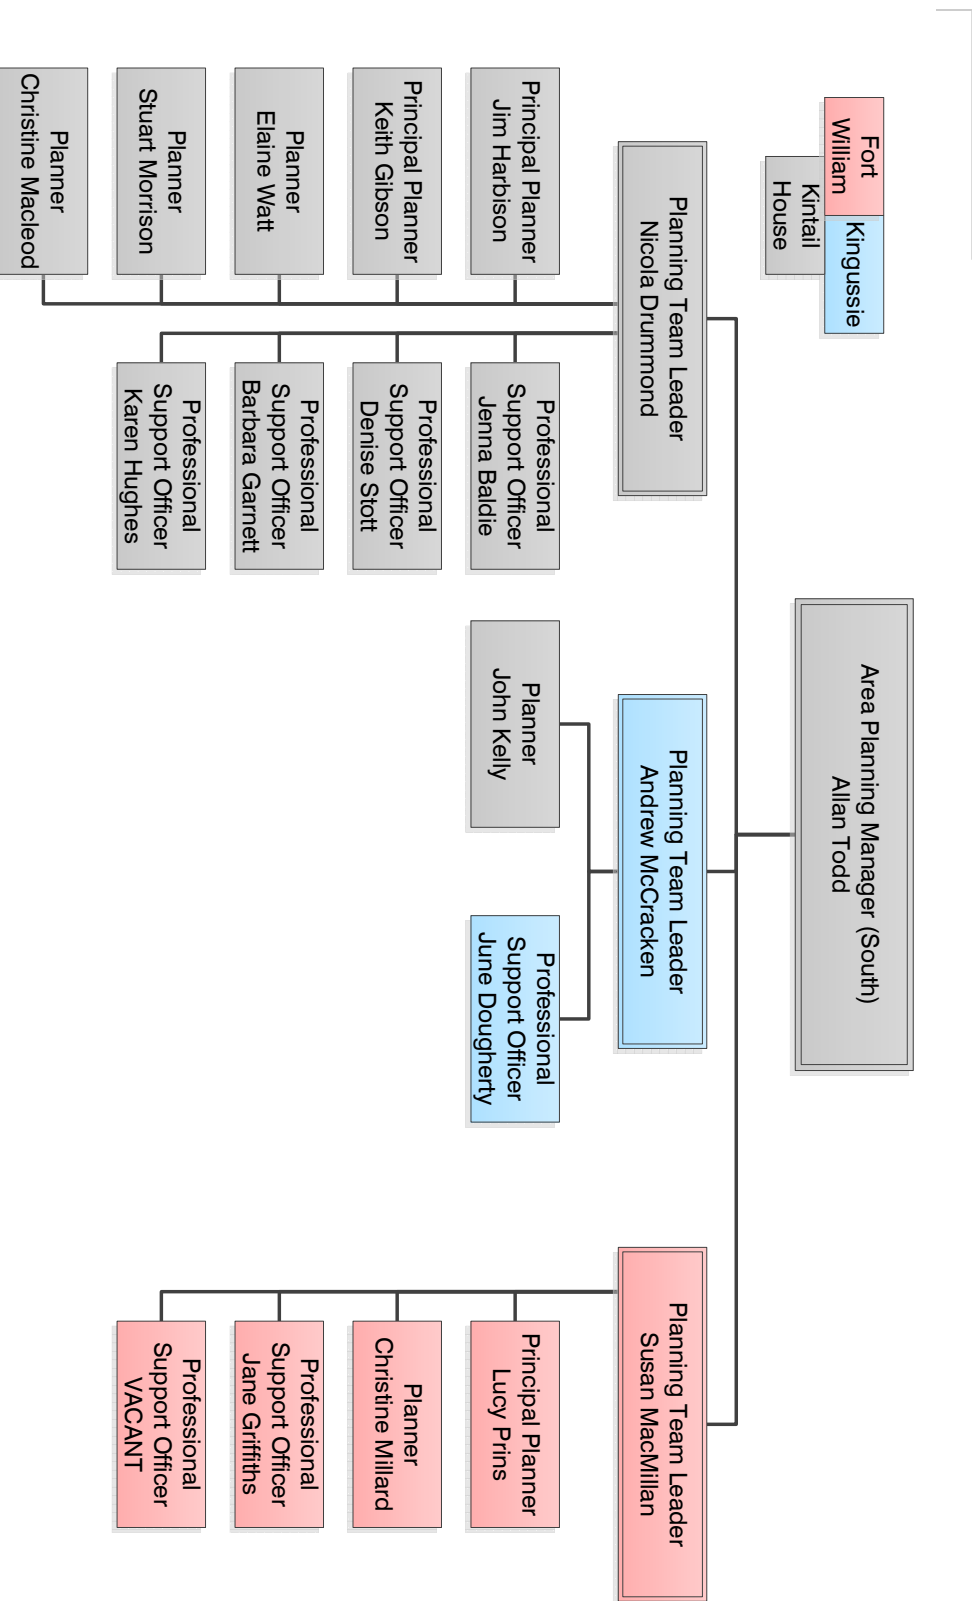 Fort
William
Kingussie
Kintail
House
Area Planning Manager (South)
Allan Todd
Planning Team Leader
Nicola Drummond
Principal Planner
Jim Harbison
Principal Planner
Keith Gibson
Planner
Elaine Watt
Planner
Stuart Morrison
Planner
Christine Macleod
Professional
Support Officer
Jenna Baldie
Professional
Support Officer
Denise Stott
Professional
Support Officer
Barbara Garnett
Professional
Support Officer
Karen Hughes
Planning Team Leader
Andrew McCracken
Planner
John Kelly
Professional
Support Officer
June Dougherty
Planning Team Leader
Susan MacMillan
Principal Planner
Lucy Prins
Planner
Christine Millard
Professional
Support Officer
Jane Griffiths
Professional
Support Officer
VACANT